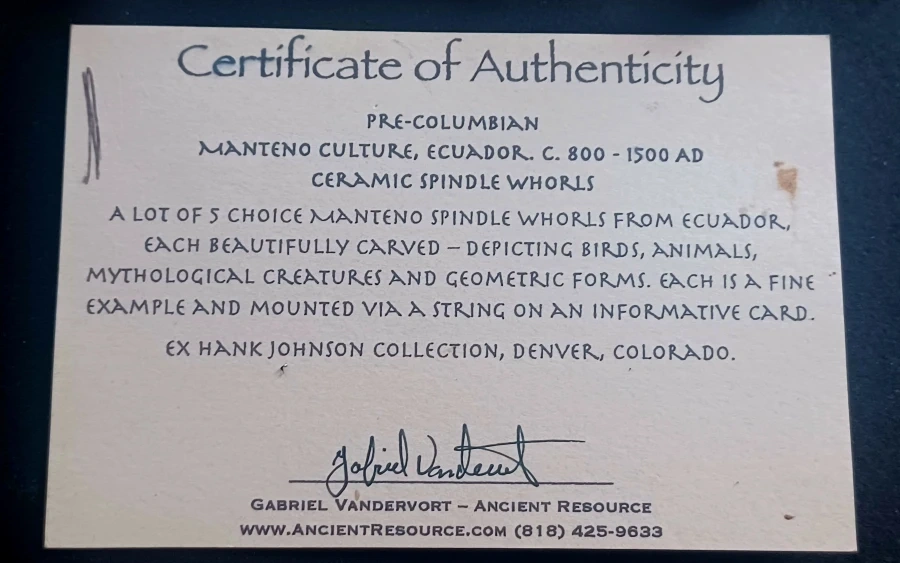 Certificate of Authenticity
PRE-COLUMBIAN
MANTENO CULTURE, ECUADOR. C. 800 - 1500 AD
CERAMIC SPINDLE WHORLS
A LOT OF 5 CHOICE MANTENO SPINDLE WHORLS FROM ECUADOR,
EACH BEAUTIFULLY CARVED – DEPICTING BIRDS, ANIMALS,
MYTHOLOGICAL CREATURES AND GEOMETRIC FORMS. EACH IS A FINE
EXAMPLE AND MOUNTED VIA A STRING ON AN INFORMATIVE CARD.
EX HANK JOHNSON COLLECTION, DENVER, COLORADO.
Gabriel Vandervort
GABRIEL VANDERVORT – ANCIENT RESOURCE
WWW.ANCIENTRESOURCE.COM (818) 425-9633